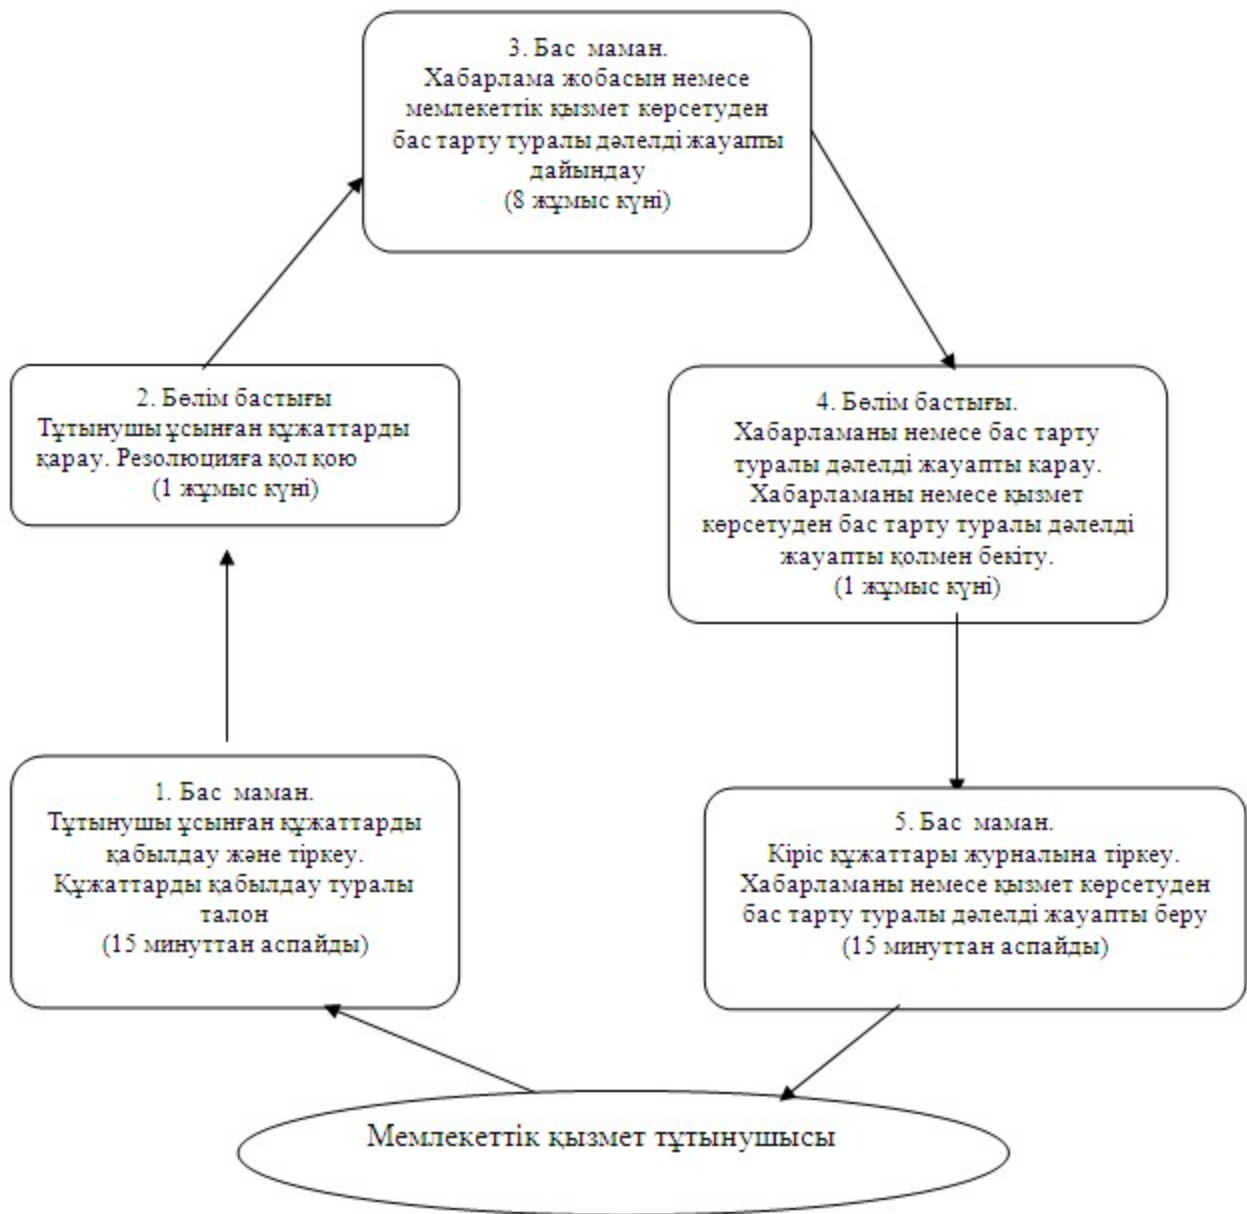 3. Бас маман.
Хабарлама жобасын немесе
мемлекеттік қызмет көрсетуден
бас тарту туралы дәлелді жауапты
дайындау
(8 жұмыс күні)
2. Бөлім бастығы
Тұтынушы ұсынған құжаттарды
қарау. Резолюцияға қол қою
(1 жұмыс күні)
4. Бөлім бастығы.
Хабарламаны немесе бас тарту
туралы дәлелді жауапты карау.
Хабарламаны немесе қызмет
көрсетуден бас тарту туралы дәлелді
жауапты қолмен бекіту.
(1 жұмыс күні)
1. Бас маман.
Тұтынушы ұсынған құжаттарды
қабылдау және тіркеу.
Құжаттарды қабылдау туралы
талон
(15 минуттан аспайды)
5. Бас маман.
Кіріс құжаттары журналына тіркеу.
Хабарламаны немесе қызмет көрсетуден
бас тарту туралы дәлелді жауапты беру
(15 минуттан аспайды)
Мемлекеттік қызмет тұтынушысы